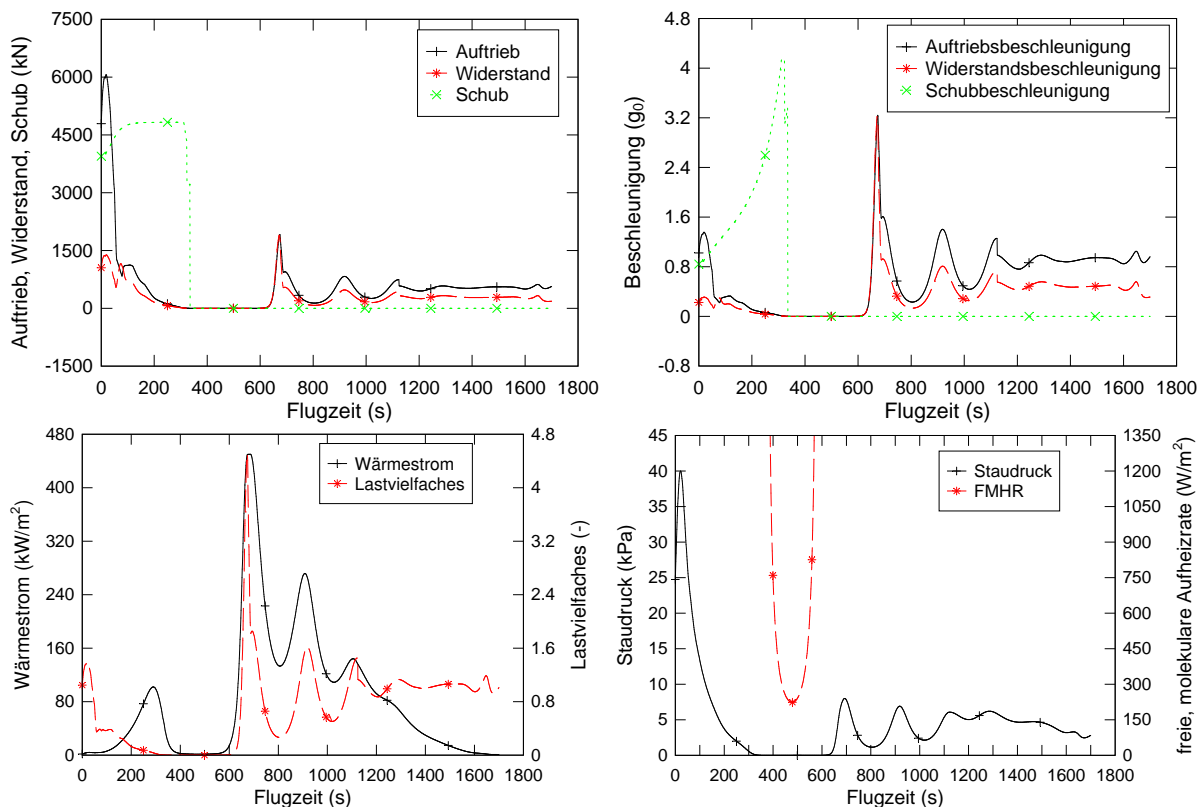 Auftrieb, Widerstand, Schub (kN)
7500
6000
4500
3000
1500
0
-1500
Auftrieb
Widerstand
Schub
0 200 400 600 800 1000 1200 1400 1600 1800
Flugzeit (s)
Beschleunigung (g0)
4.8
4
3.2
2.4
1.6
0.8
0
-0.8
Auftriebsbeschleunigung
Widerstandsbeschleunigung
Schubbeschleunigung
0 200 400 600 800 1000 1200 1400 1600 1800
Flugzeit (s)
Wärmestrom (kW/m²)
480
400
320
240
160
80
0
Wärmestrom
Lastvielfaches
4.8
4
3.2
2.4
1.6
0.8
0
Lastvielfaches (-)
0 200 400 600 800 1000 1200 1400 1600 1800
Flugzeit (s)
Staudruck (kPa)
45
40
35
30
25
20
15
10
5
0
Staudruck
FMHR
1350
1200
1050
900
750
600
450
300
150
0
freie, molekulare Aufheizrate (W/m²)
0 200 400 600 800 1000 1200 1400 1600 1800
Flugzeit (s)